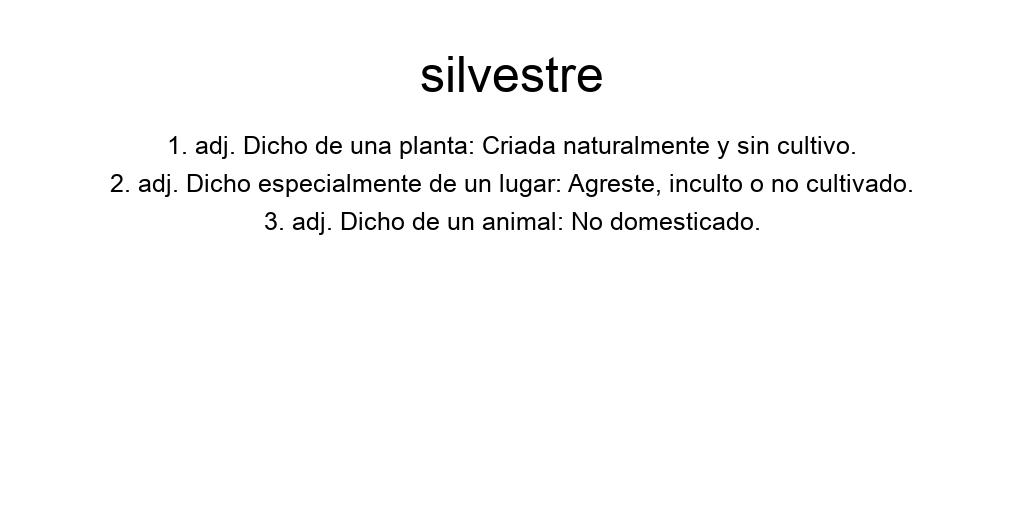 silvestre
1. adj. Dicho de una planta: Criada naturalmente y sin cultivo.
2. adj. Dicho especialmente de un lugar: Agreste, inculto o no cultivado.
3. adj. Dicho de un animal: No domesticado.